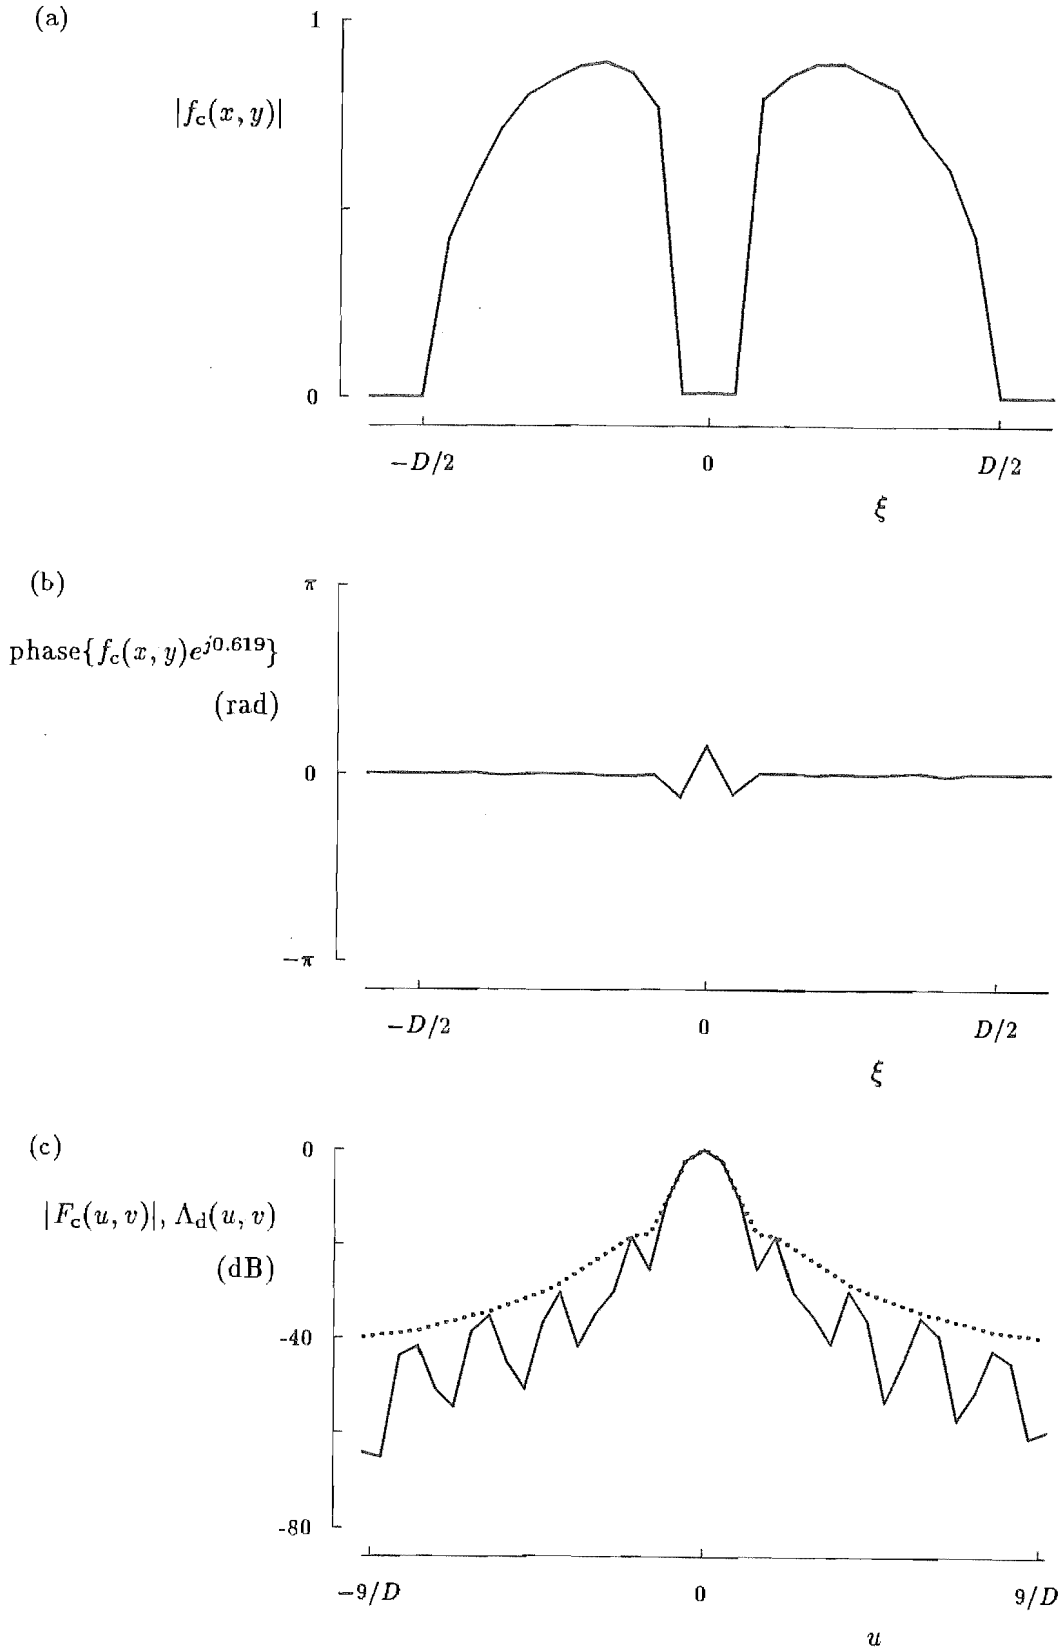 (a)
1
|f_c(x, y)|
0
−D/2 0 D/2
ξ
(b)
π
phase{f_c(x, y)e^{j0.619}}
(rad)
0
−π
−D/2 0 D/2
ξ
(c)
0
|F_c(u, v)|, Λ_d(u, v)
(dB)
-40
-80
−9/D 0 9/D
u